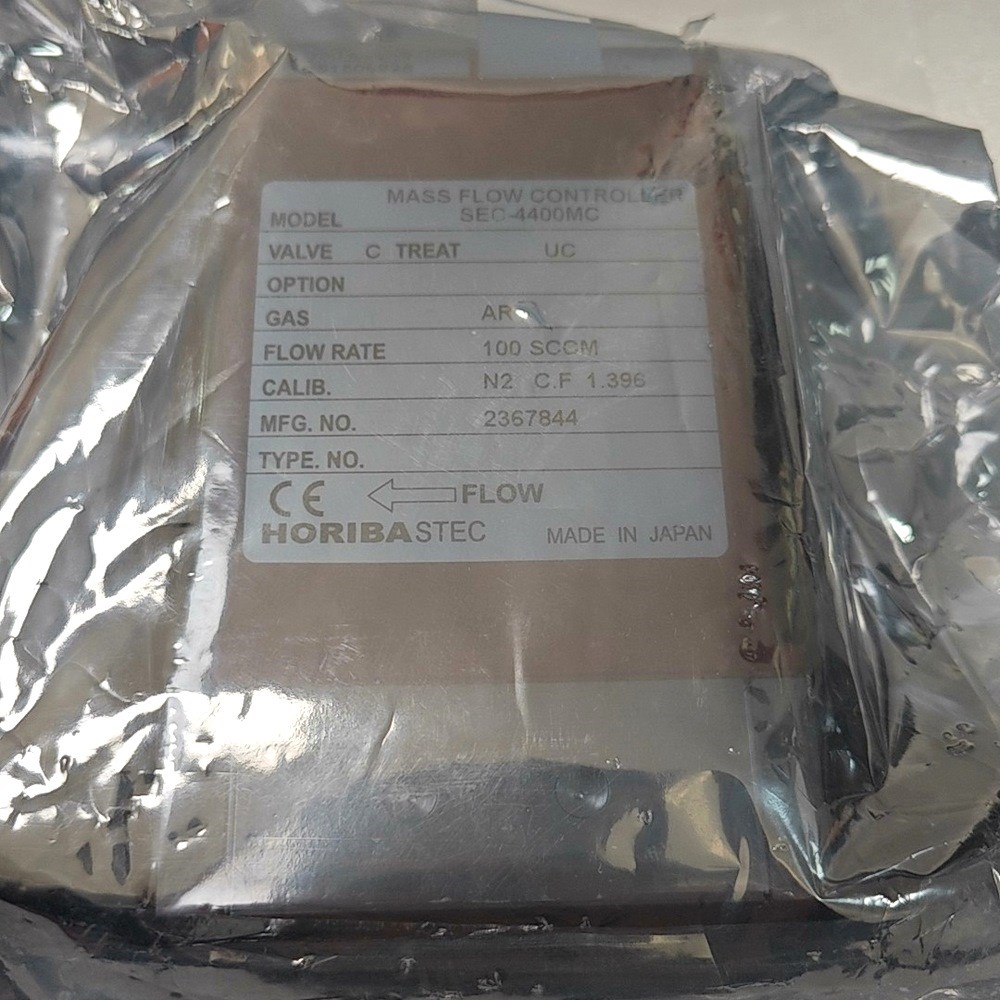 MASS FLOW CONTROLLER
MODEL SEC-4400MC
VALVE C TREAT UC
OPTION
GAS AR
FLOW RATE 100 SCCM
CALIB. N2 C.F 1.396
MFG. NO. 2367844
TYPE. NO.
CE FLOW
HORIBASTEC MADE IN JAPAN